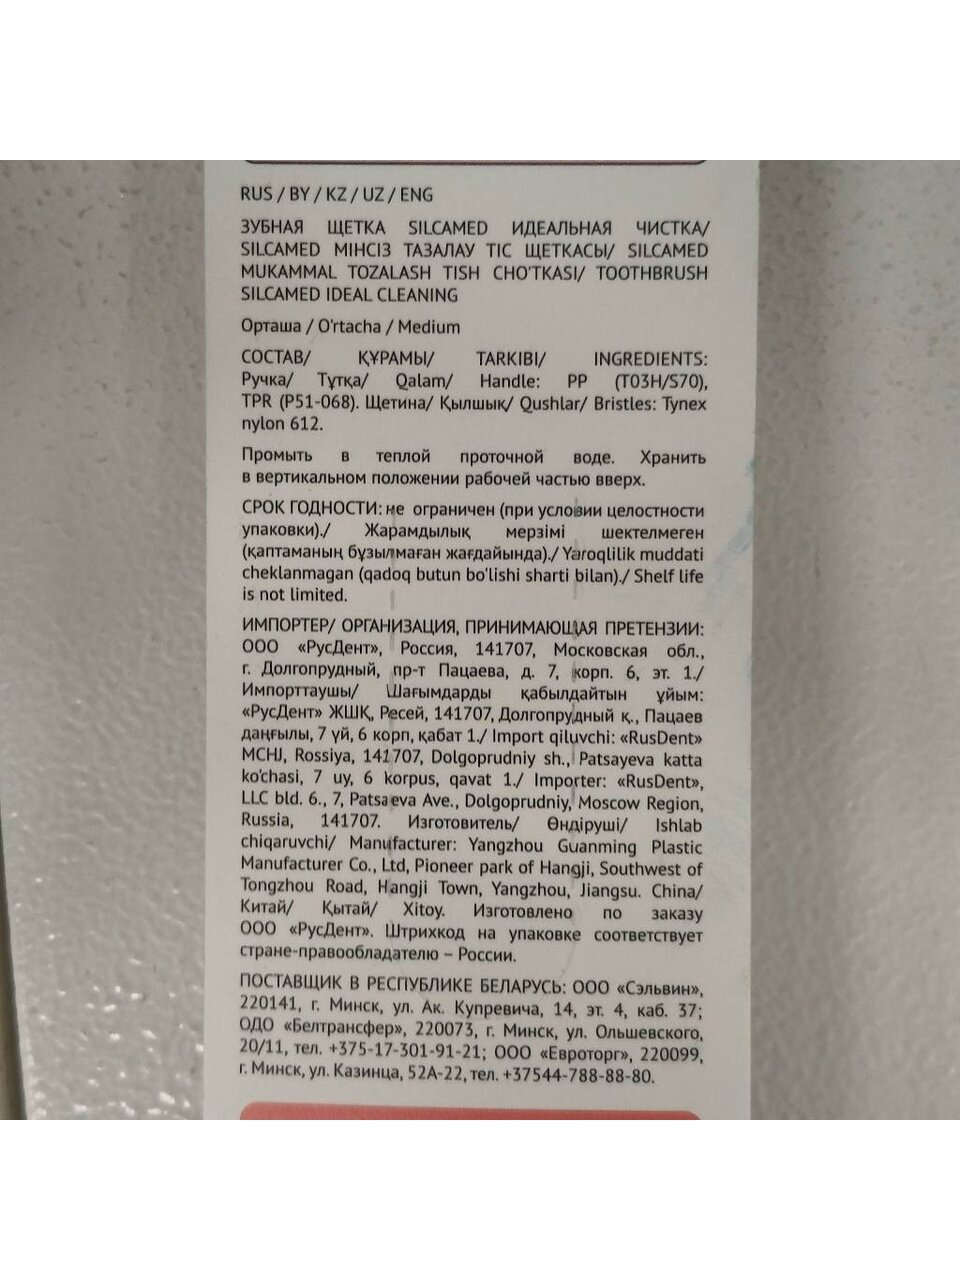 RUS / BY / KZ / UZ / ENG
ЗУБНАЯ ЩЕТКА SILCAMED ИДЕАЛЬНАЯ ЧИСТКА/
SILCAMED МІНСІЗ ТАЗАЛАУ ТІС ЩЕТКАСЫ/ SILCAMED
MUKAMMAL TOZALASH TISH CHO'TKASI/ TOOTHBRUSH
SILCAMED IDEAL CLEANING
Орташа / O'rtacha / Medium
СОСТАВ/ ҚҰРАМЫ/ TARKIBI/ INGREDIENTS:
Ручка/ Тұтқа/ Qalam/ Handle: PP (T03H/S70),
TPR (P51-068). Щетина/ Қылшық/ Qushlar/ Bristles: Tynex
nylon 612.
Промыть в теплой проточной воде. Хранить
в вертикальном положении рабочей частью вверх.
СРОК ГОДНОСТИ: не ограничен (при условии целостности
упаковки)./ Жарамдылық мерзімі шектелмеген
(қаптаманың бұзылмаған жағдайында)./ Yaroqlilik muddati
cheklanmagan (qadoq butun bo'lishi sharti bilan)./ Shelf life
is not limited.
ИМПОРТЕР/ ОРГАНИЗАЦИЯ, ПРИНИМАЮЩАЯ ПРЕТЕНЗИИ:
ООО «РусДент», Россия, 141707, Московская обл.,
г. Долгопрудный, пр-т Пацаева, д. 7, корп. 6, эт. 1./
Импорттаушы/ Шағымдарды қабылдайтын ұйым:
«РусДент» ЖШҚ, Ресей, 141707, Долгопрудный қ., Пацаев
даңғылы, 7 үй, 6 корп, қабат 1./ Import qiluvchi: «RusDent»
MCHJ, Rossiya, 141707, Dolgoprudniy sh., Patsayeva katta
ko'chasi, 7 uy, 6 korpus, qavat 1./ Importer: «RusDent»,
LLC bld. 6., 7, Patsaeva Ave., Dolgoprudniy, Moscow Region,
Russia, 141707. Изготовитель/ Өндіруші/ Ishlab
chiqaruvchi/ Manufacturer: Yangzhou Guanming Plastic
Manufacturer Co., Ltd, Pioneer park of Hangji, Southwest of
Tongzhou Road, Hangji Town, Yangzhou, Jiangsu. China/
Китай/ Қытай/ Xitoy. Изготовлено по заказу
ООО «РусДент». Штрихкод на упаковке соответствует
стране-правообладателю – России.
ПОСТАВЩИК В РЕСПУБЛИКЕ БЕЛАРУСЬ: ООО «Сэльвин»,
220141, г. Минск, ул. Ак. Купревича, 14, эт. 4, каб. 37;
ОДО «Белтрансфер», 220073, г. Минск, ул. Ольшевского,
20/11, тел. +375-17-301-91-21; ООО «Евроторг», 220099,
г. Минск, ул. Казинца, 52А-22, тел. +37544-788-88-80.